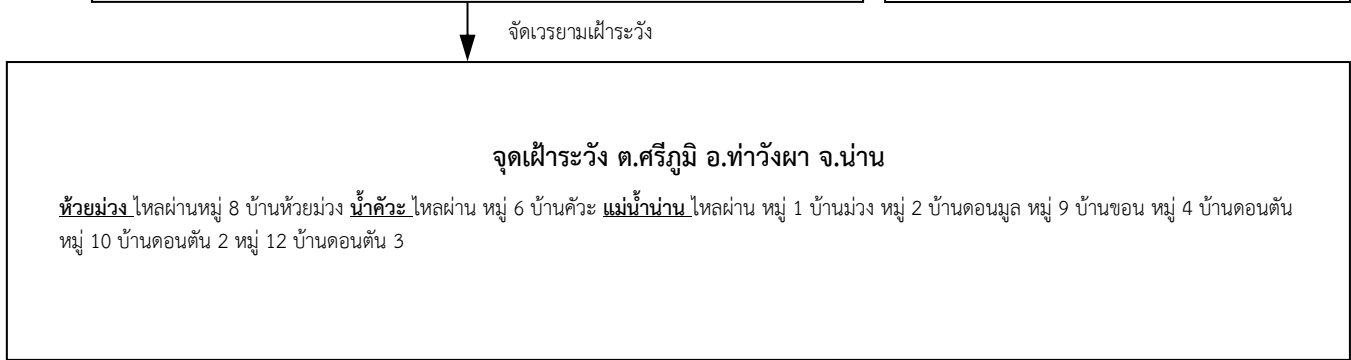 จัดเวรยามเฝ้าระวัง
จุดเฝ้าระวัง ต.ศรีภูมิ อ.ท่าวังผา จ.น่าน
ห้วยม่วง ไหลผ่านหมู่ 8 บ้านห้วยม่วง น้ำคัวะ ไหลผ่าน หมู่ 6 บ้านคัวะ แม่น้ำน่าน ไหลผ่าน หมู่ 1 บ้านม่วง หมู่ 2 บ้านดอนมูล หมู่ 9 บ้านขอน หมู่ 4 บ้านดอนตัน
หมู่ 10 บ้านดอนตัน 2 หมู่ 12 บ้านดอนตัน 3